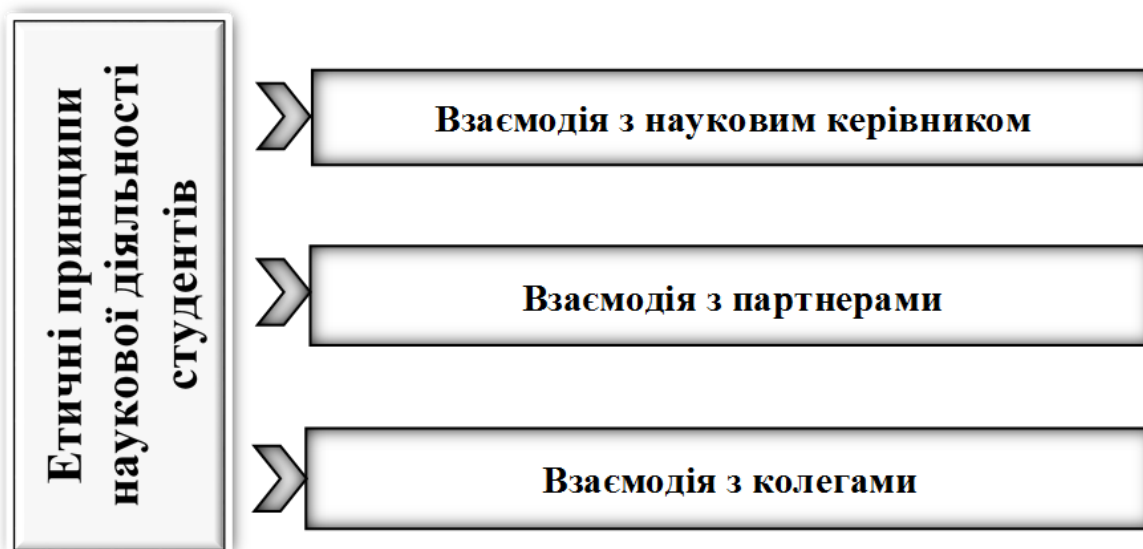 Етичні принципи
наукової діяльності
студентів
Взаємодія з науковим керівником
Взаємодія з партнерами
Взаємодія з колегами